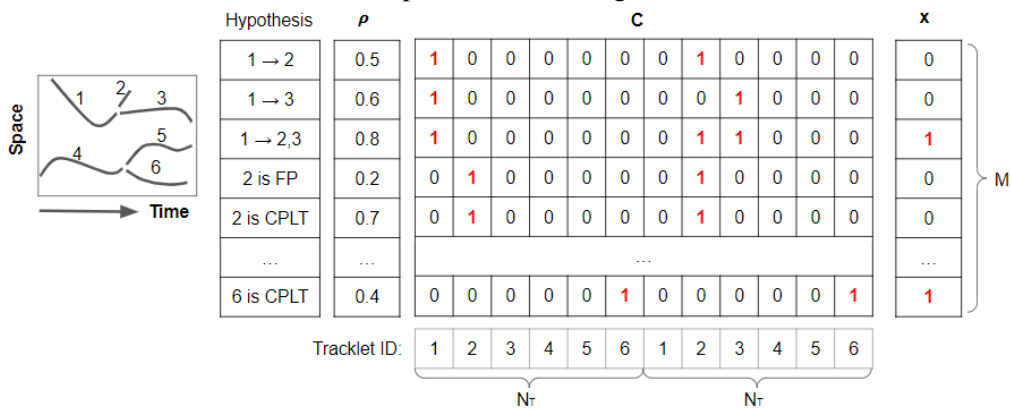 Hypothesis ρ C x
1 → 2 0.5 1 0 0 0 0 0 0 1 0 0 0 0 0
1 → 3 0.6 1 0 0 0 0 0 0 0 1 0 0 0 0
1 → 2,3 0.8 1 0 0 0 0 0 0 1 1 0 0 0 1
2 is FP 0.2 0 1 0 0 0 0 0 1 0 0 0 0 0
2 is CPLT 0.7 0 1 0 0 0 0 0 1 0 0 0 0 0
... ... ... ...
6 is CPLT 0.4 0 0 0 0 0 1 0 0 0 0 0 1 1
M
Tracklet ID: 1 2 3 4 5 6 1 2 3 4 5 6
N_T N_T
Space
1 2 3
4 5 6
Time